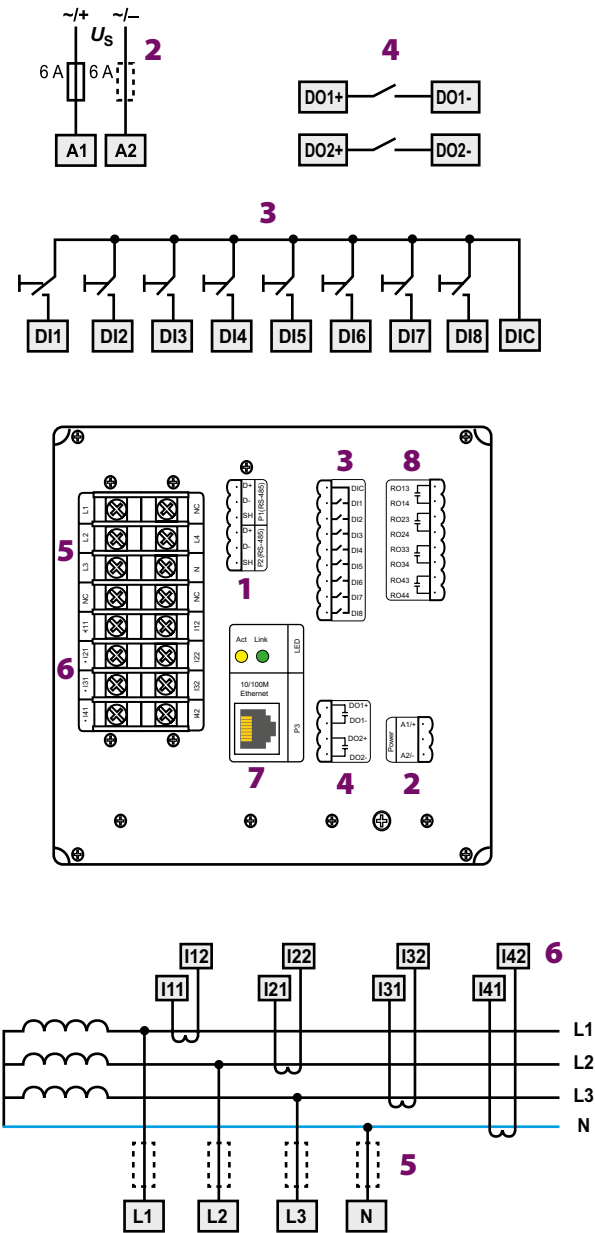 ~/+ ~/–
U_S 2
6 A 6 A
A1 A2
4
DO1+ DO1-
DO2+ DO2-
3
DI1 DI2 DI3 DI4 DI5 DI6 DI7 DI8 DIC
L1 NC
L2 L4
L3 N
NC NC
I12
•I21 I22
•I31 I32
•I41 I42
5
6
D+
D-
SH
P1(RS-485)
D+
D-
SH
P2(RS-485)
1
3
DIC
DI1
DI2
DI3
DI4
DI5
DI6
DI7
DI8
8
RO13
RO14
RO23
RO24
RO33
RO34
RO43
RO44
Act Link
LED
10/100M
Ethernet
P3
7
DO1+
DO1-
DO2+
DO2-
4
Power
A1/+
A2/-
2
I12 I22 I32 I42 6
I11 I21 I31 I41
L1
L2
L3
N
5
L1 L2 L3 N